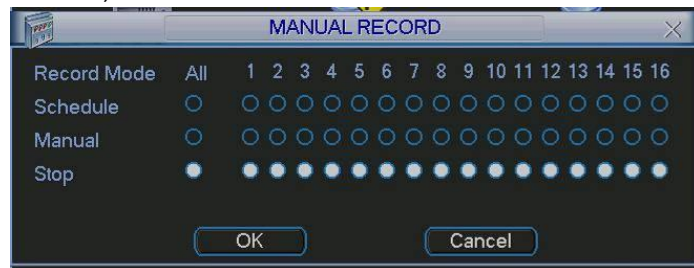 MANUAL RECORD
Record Mode All 1 2 3 4 5 6 7 8 9 10 11 12 13 14 15 16
Schedule
Manual
Stop
OK Cancel